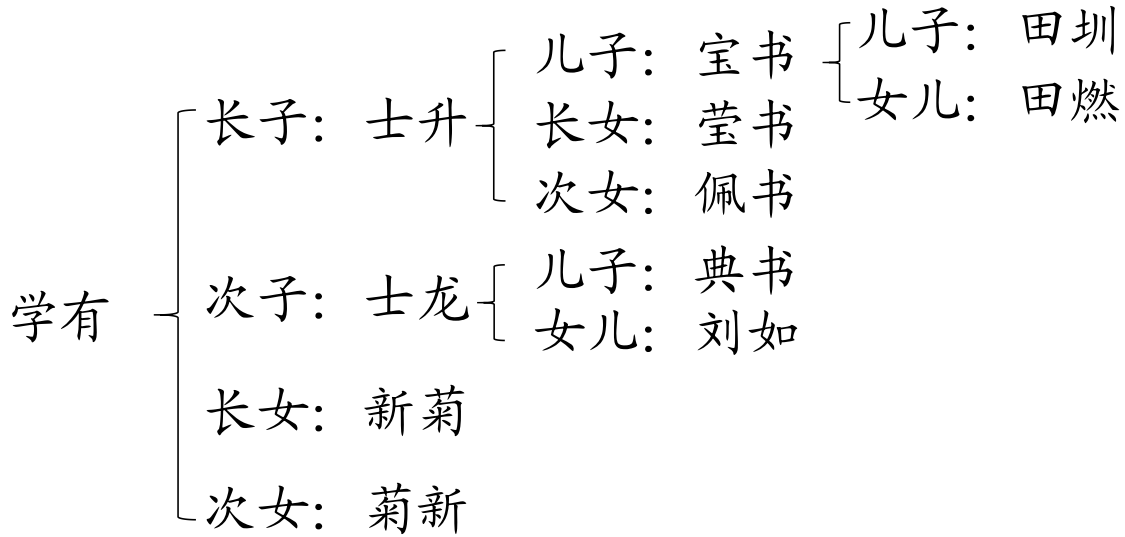 儿子：宝书
儿子：田圳
女儿：田燃
长子：士升
长女：莹书
次女：佩书
学有
次子：士龙
儿子：典书
女儿：刘如
长女：新菊
次女：菊新